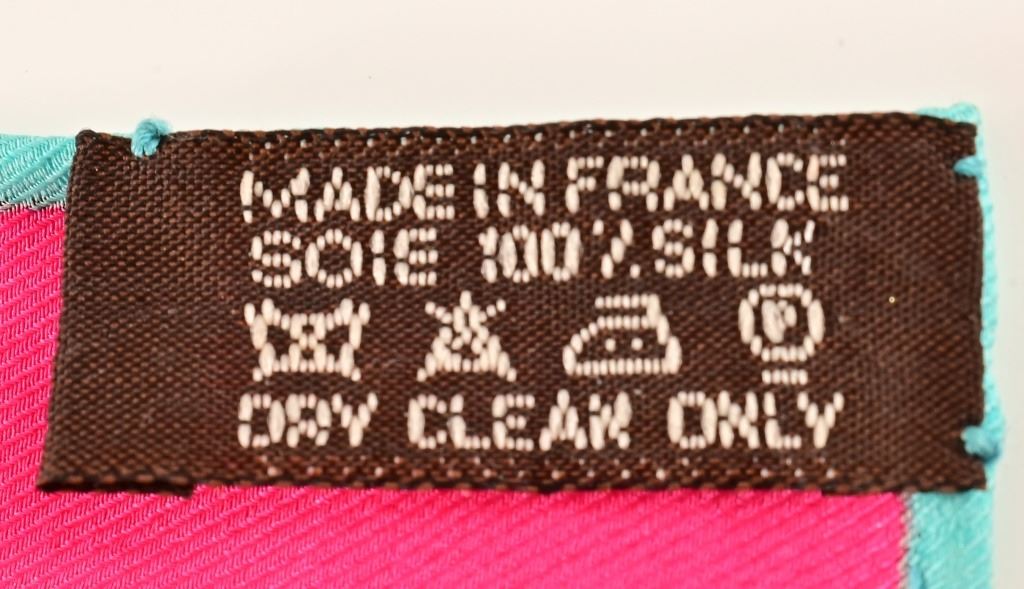 MADE IN FRANCE
SOIE 100% SILK
P
DRY CLEAN ONLY